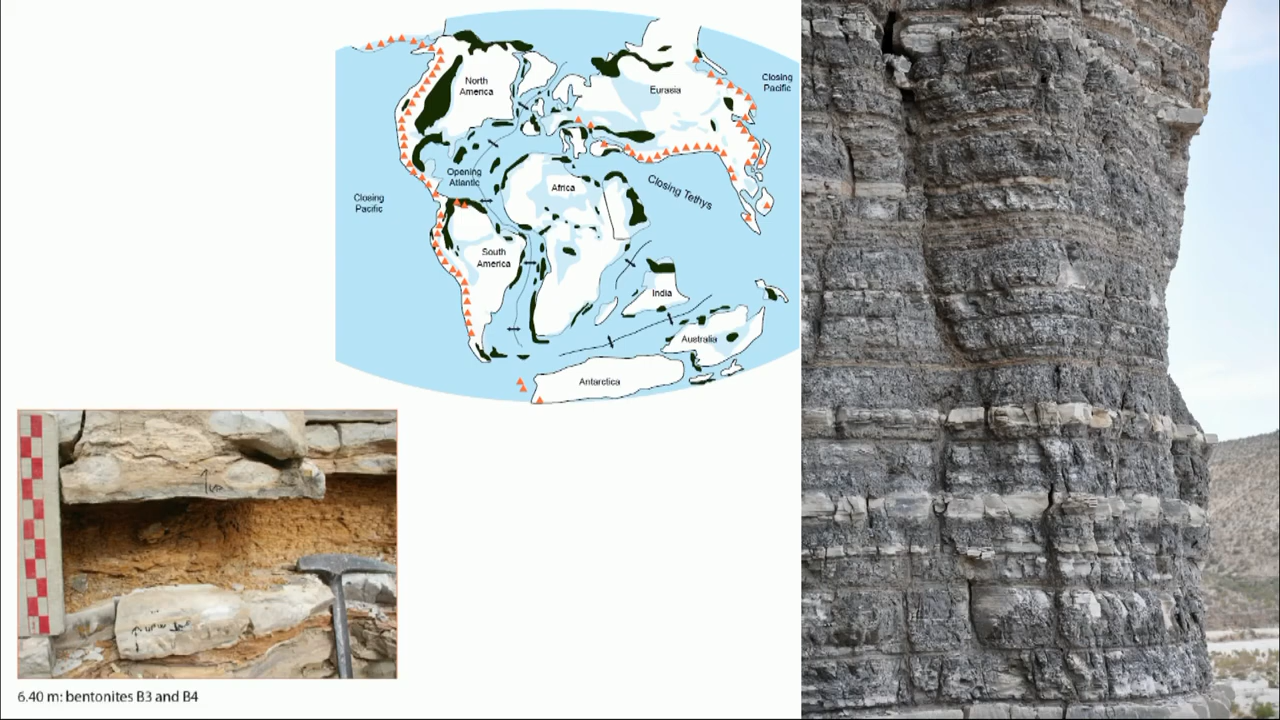 North
America
Eurasia
Closing
Pacific
Opening
Atlantic
Africa
Closing Tethys
Closing
Pacific
South
America
India
Australia
Antarctica
6.40 m: bentonites B3 and B4